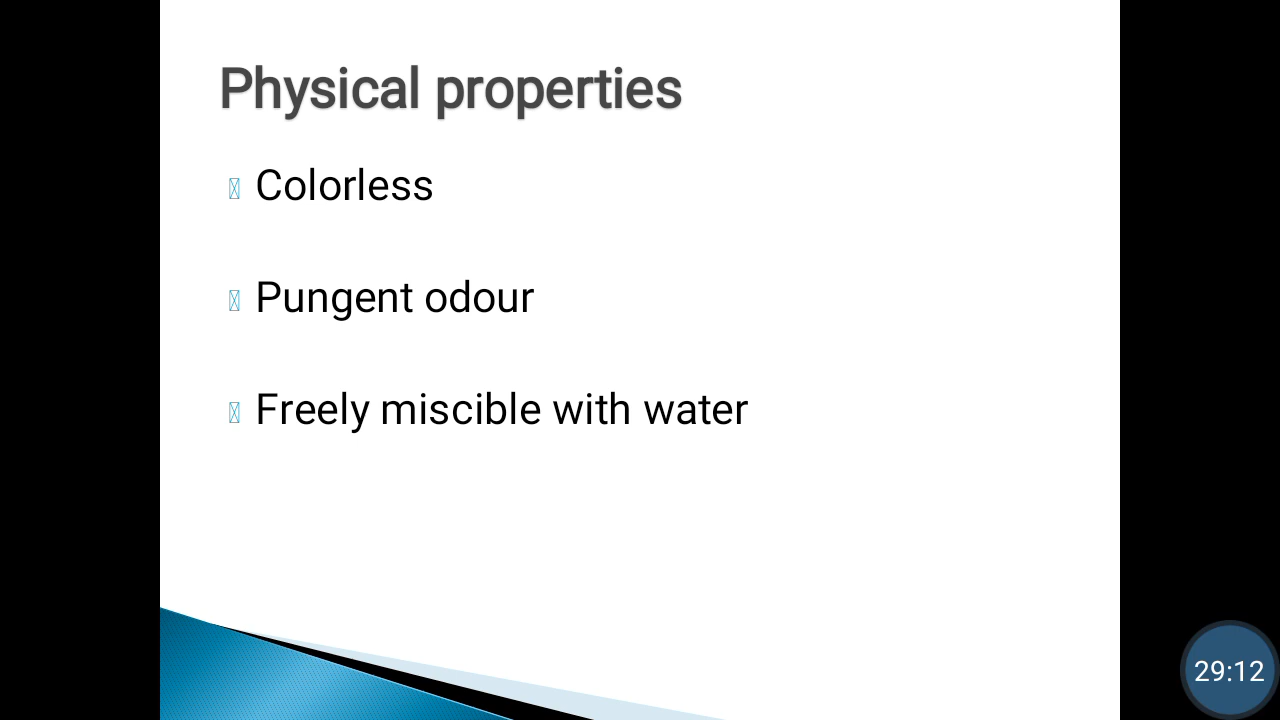 Physical properties
Colorless
Pungent odour
Freely miscible with water
29:12